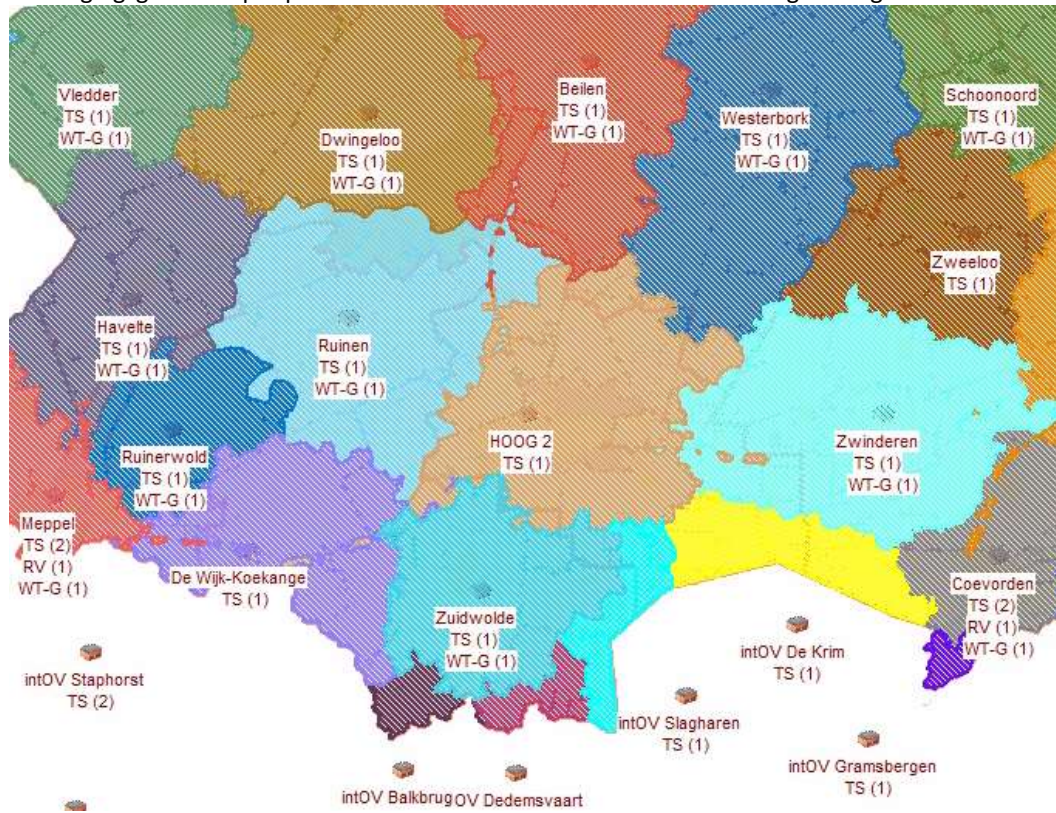 Vledder
TS (1)
WT-G (1)
Dwingeloo
TS (1)
WT-G (1)
Beilen
TS (1)
WT-G (1)
Westerbork
TS (1)
WT-G (1)
Schoonoord
TS (1)
WT-G (1)
Zweeloo
TS (1)
Havelte
TS (1)
WT-G (1)
Ruinen
TS (1)
WT-G (1)
HOOG 2
TS (1)
Zwinderen
TS (1)
WT-G (1)
Ruinerwold
TS (1)
WT-G (1)
Meppel
TS (2)
RV (1)
WT-G (1)
De Wijk-Koekange
TS (1)
Zuidwolde
TS (1)
WT-G (1)
Coevorden
TS (2)
RV (1)
WT-G (1)
intOV Staphorst
TS (2)
intOV De Krim
TS (1)
intOV Slagharen
TS (1)
intOV Gramsbergen
TS (1)
intOV Balkbrug
OV Dedemsvaart